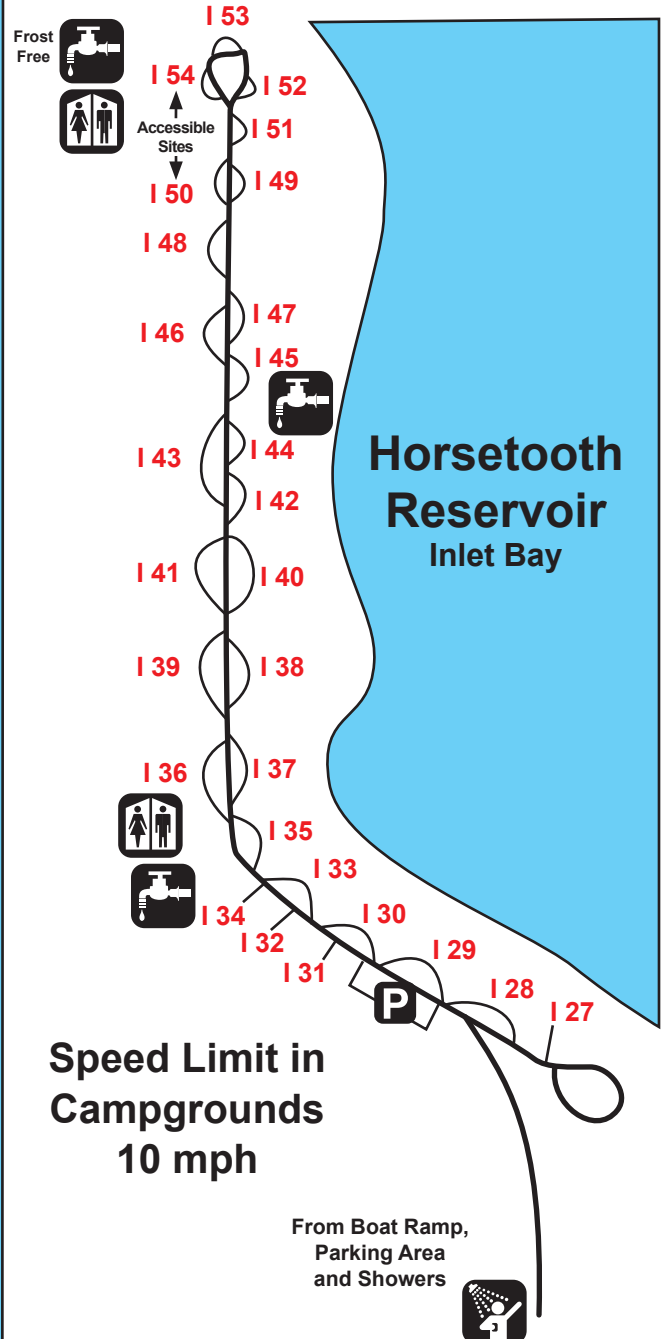 I 53
Frost
Free
I 54
I 52
Accessible
Sites
I 51
I 50
I 49
I 48
I 47
I 46
I 45
I 44
I 43
I 42
Horsetooth
Reservoir
Inlet Bay
I 41
I 40
I 39
I 38
I 37
I 36
I 35
I 33
I 34
I 32
I 31
I 30
I 29
I 28
I 27
P
Speed Limit in
Campgrounds
10 mph
From Boat Ramp,
Parking Area
and Showers